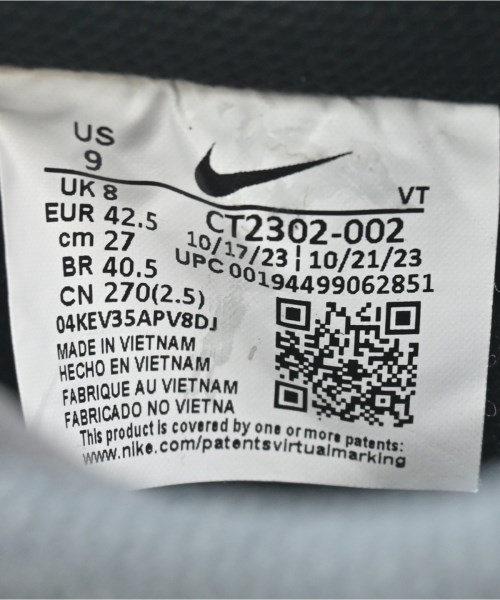 US
9
VT
UK 8
EUR 42.5
cm 27
BR 40.5
CN 270(2.5)
04KEV35APV8DJ
CT2302-002
10/17/23 ¦ 10/21/23
UPC 00194499062851
MADE IN VIETNAM
HECHO EN VIETNAM
FABRIQUE AU VIETNAM
FABRICADO NO VIETNA
This product is covered by one or more patents:
www.nike.com/patentsvirtualmarking